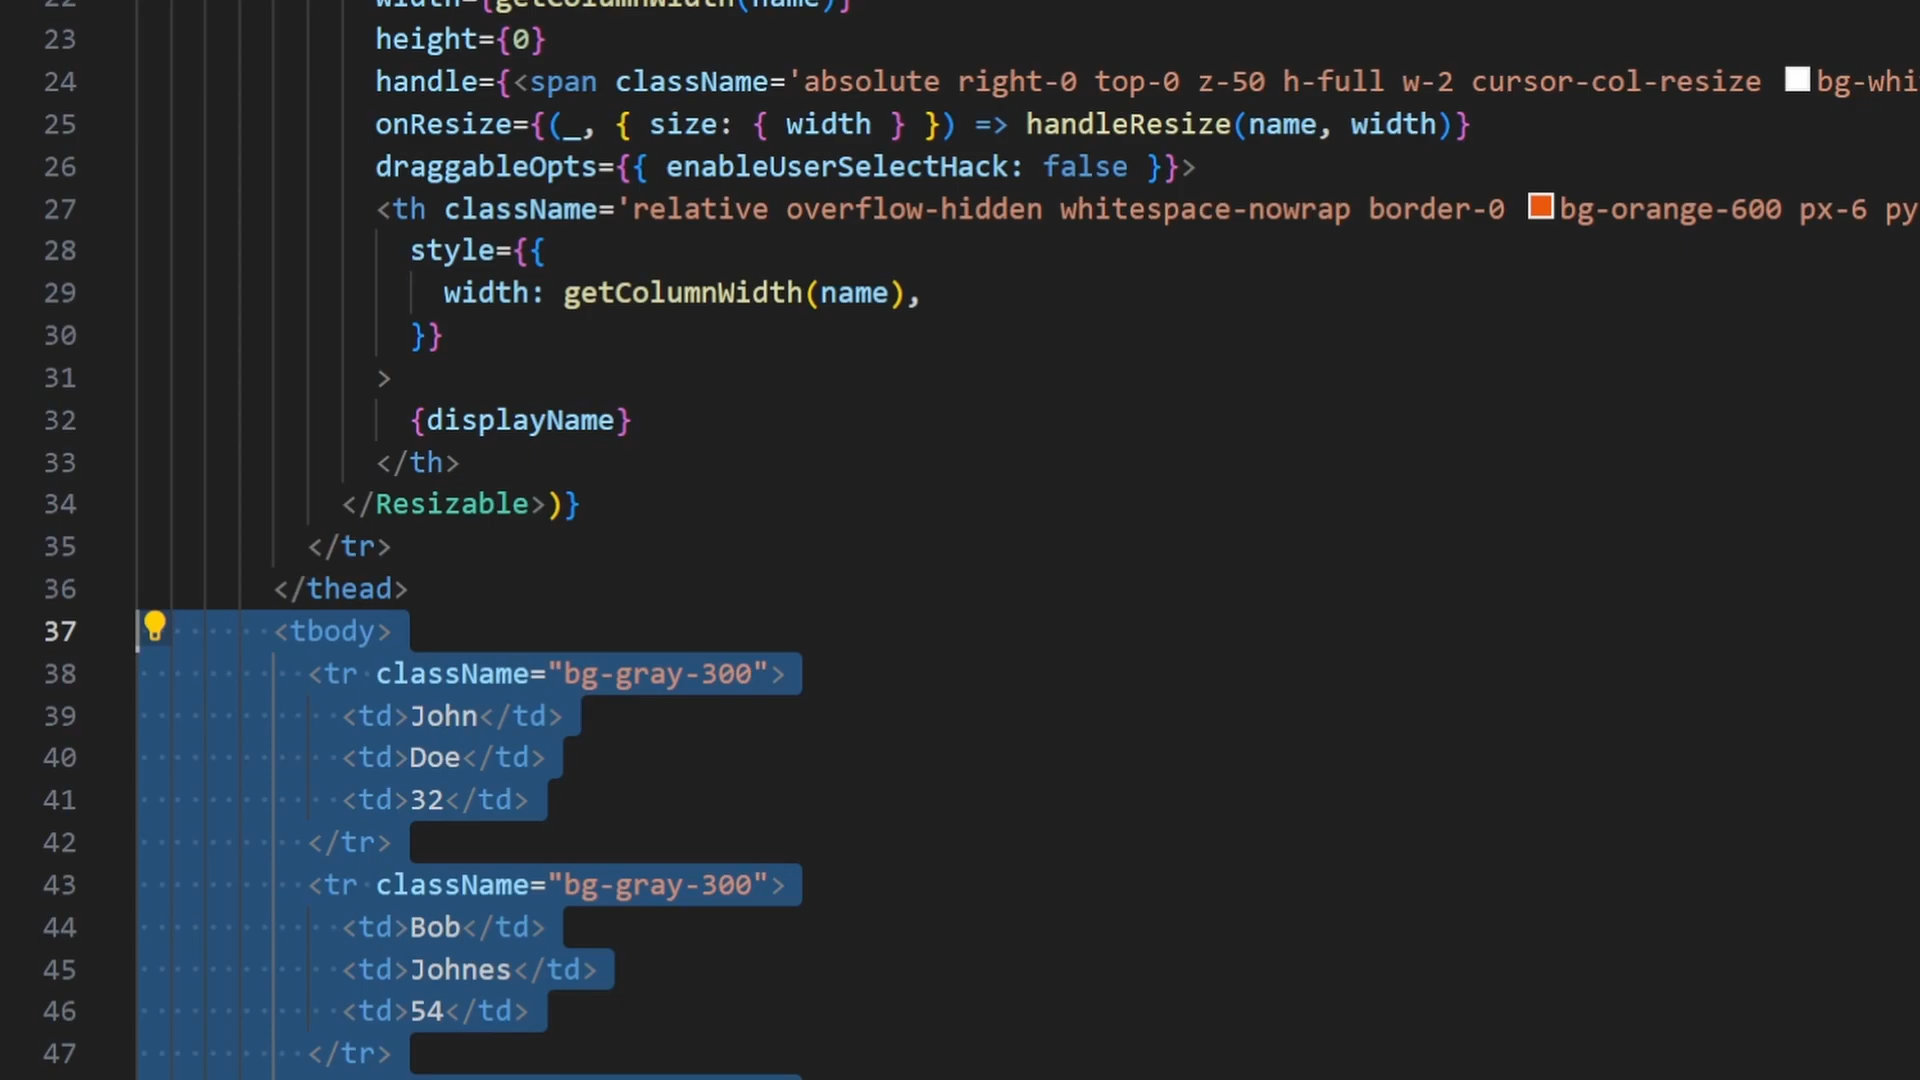 22 width={getColumnWidth(name)}
23 height={0}
24 handle={<span className='absolute right-0 top-0 z-50 h-full w-2 cursor-col-resize bg-whi
25 onResize={(_, { size: { width } }) => handleResize(name, width)}
26 draggableOpts={{ enableUserSelectHack: false }}>
27 <th className='relative overflow-hidden whitespace-nowrap border-0 bg-orange-600 px-6 py
28 style={{
29 width: getColumnWidth(name),
30 }}
31 >
32 {displayName}
33 </th>
34 </Resizable>)}
35 </tr>
36 </thead>
37 <tbody>
38 <tr className="bg-gray-300">
39 <td>John</td>
40 <td>Doe</td>
41 <td>32</td>
42 </tr>
43 <tr className="bg-gray-300">
44 <td>Bob</td>
45 <td>Johnes</td>
46 <td>54</td>
47 </tr>